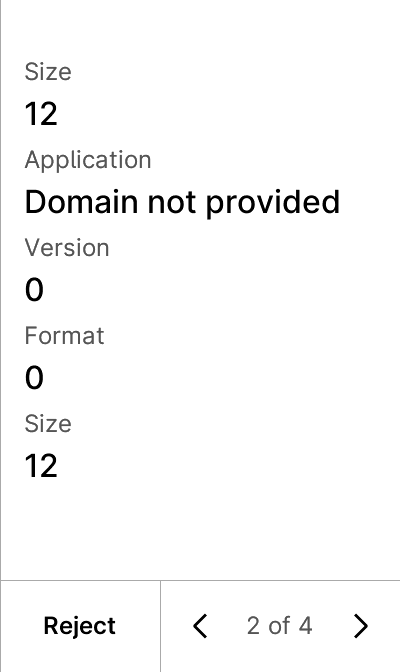 Size
12
Application
Domain not provided
Version
0
Format
0
Size
12
Reject
2 of 4